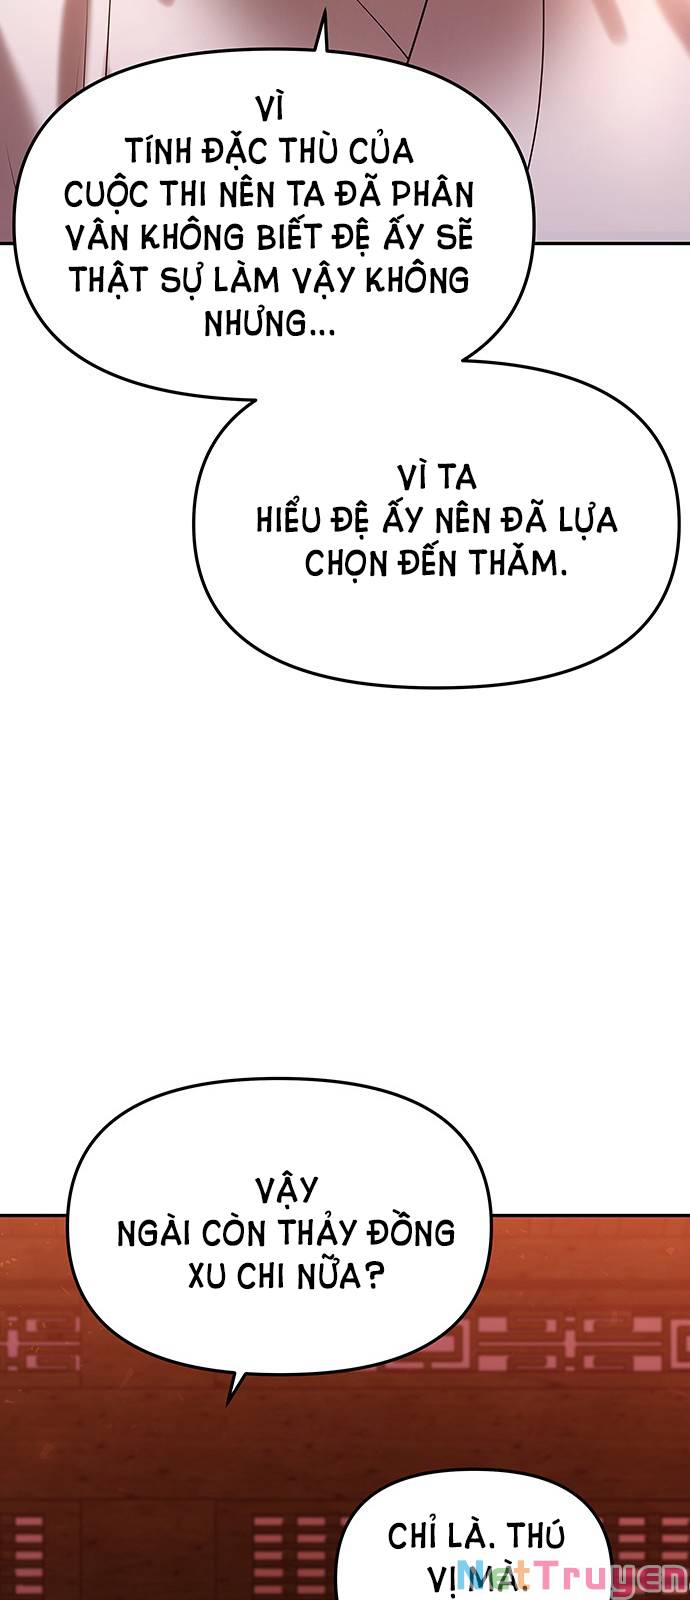 VÌ
TÍNH ĐẶC THÙ CỦA
CUỘC THI NÊN TA ĐÃ PHÂN
VÂN KHÔNG BIẾT ĐỆ ẤY SẼ
THẬT SỰ LÀM VẬY KHÔNG
NHƯNG...
VÌ TA
HIỂU ĐỆ ẤY NÊN ĐÃ LỰA
CHỌN ĐẾN THĂM.
VẬY
NGÀI CÒN THẢY ĐỒNG
XU CHI NỮA?
CHỈ LÀ. THÚ
VỊ MÀ.
NetTruyen